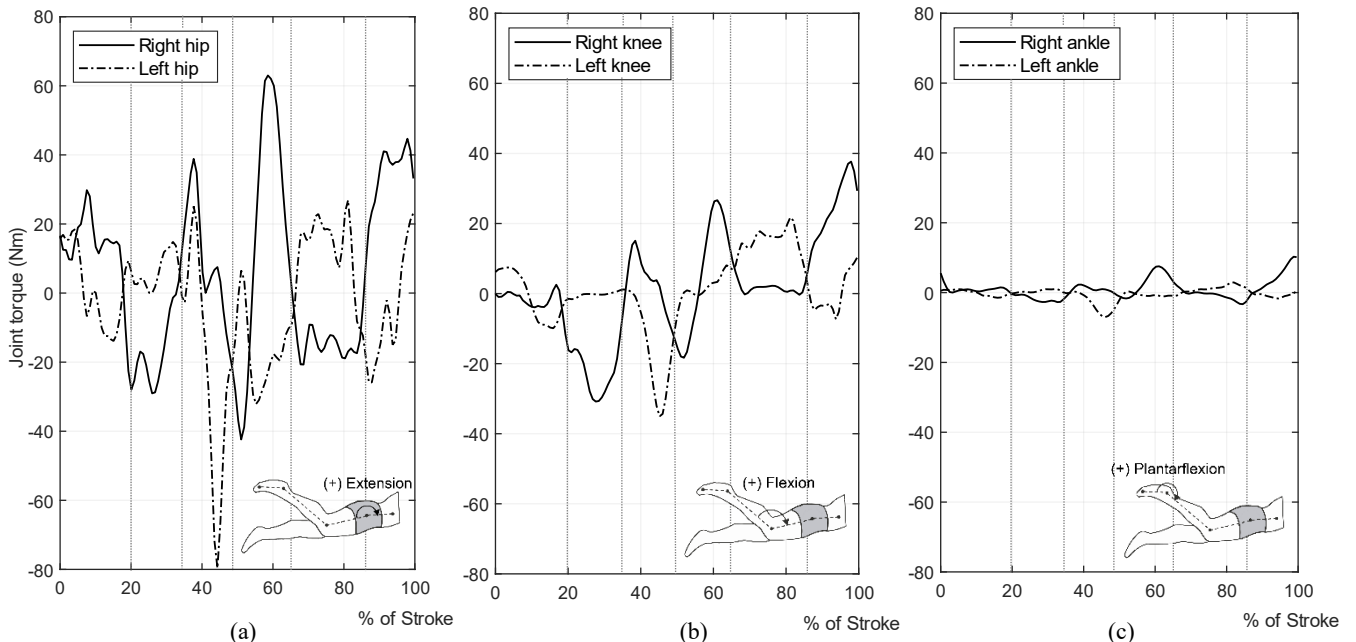 Joint torque (Nm)
80
60
40
20
0
-20
-40
-60
-80
Right hip
Left hip
(+) Extension
0
20
40
60
80
100
% of Stroke
(a)
80
60
40
20
0
-20
-40
-60
-80
Right knee
Left knee
(+) Flexion
0
20
40
60
80
100
% of Stroke
(b)
80
60
40
20
0
-20
-40
-60
-80
Right ankle
Left ankle
(+) Plantarflexion
0
20
40
60
80
100
% of Stroke
(c)